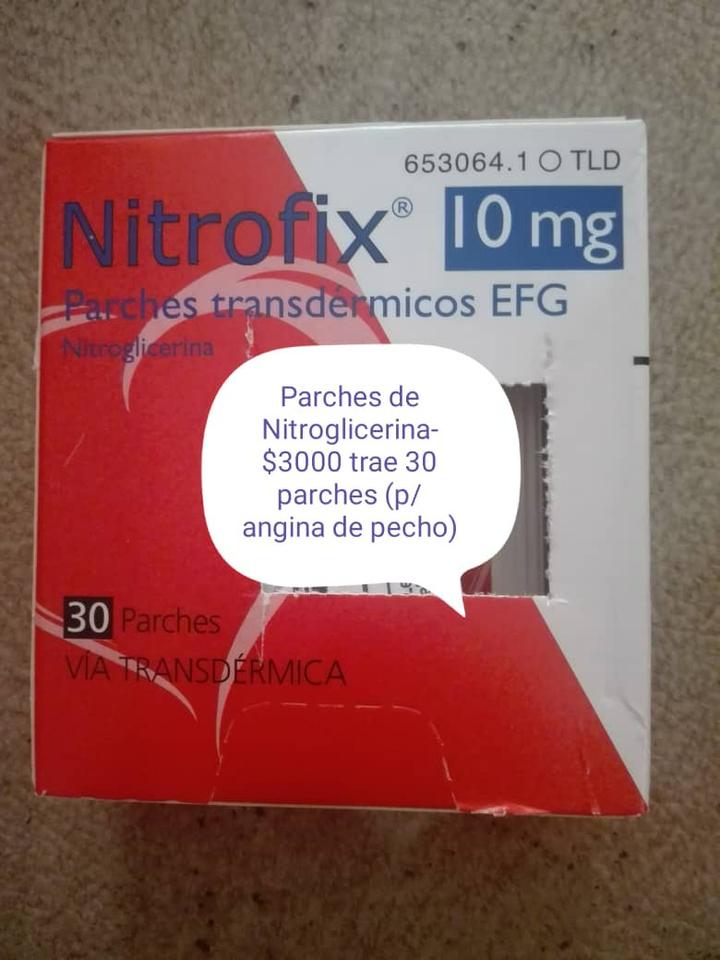 653064.1 O TLD
Nitrofix® 10 mg
Parches transdérmicos EFG
Nitroglicerina
Parches de
Nitroglicerina-
$3000 trae 30
parches (p/
angina de pecho)
30 Parches
VÍA TRANSDÉRMICA